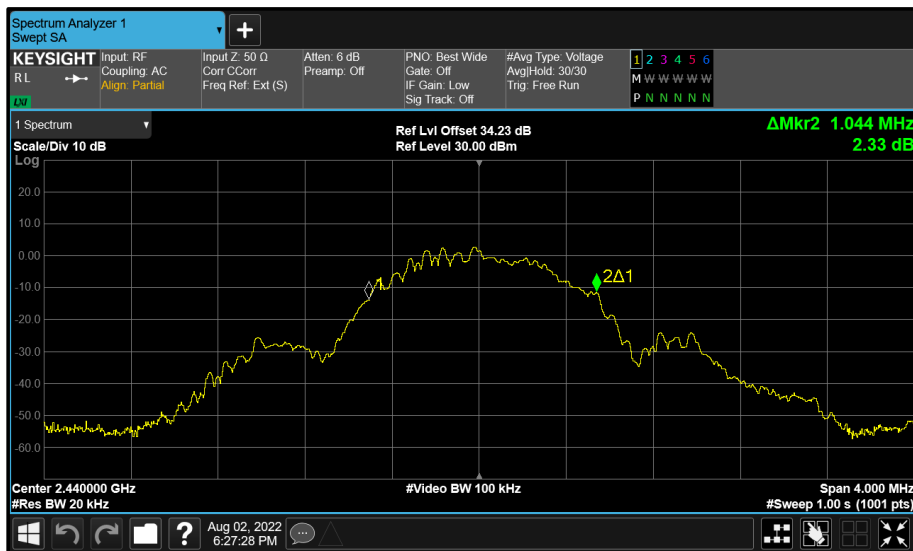 Spectrum Analyzer 1
Swept SA
KEYSIGHT
R L
LXI
Input: RF
Coupling: AC
Align: Partial
Input Z: 50 Ω
Corr CCorr
Freq Ref: Ext (S)
Atten: 6 dB
Preamp: Off
PNO: Best Wide
Gate: Off
IF Gain: Low
Sig Track: Off
#Avg Type: Voltage
Avg|Hold: 30/30
Trig: Free Run
1 2 3 4 5 6
M W W W W W
P N N N N N
1 Spectrum
Scale/Div 10 dB
Ref Lvl Offset 34.23 dB
Ref Level 30.00 dBm
ΔMkr2 1.044 MHz
2.33 dB
Log
20.0
10.0
0.00
-10.0
-20.0
-30.0
-40.0
-50.0
-60.0
1
2Δ1
Center 2.440000 GHz
#Res BW 20 kHz
#Video BW 100 kHz
Span 4.000 MHz
#Sweep 1.00 s (1001 pts)
?
Aug 02, 2022
6:27:28 PM